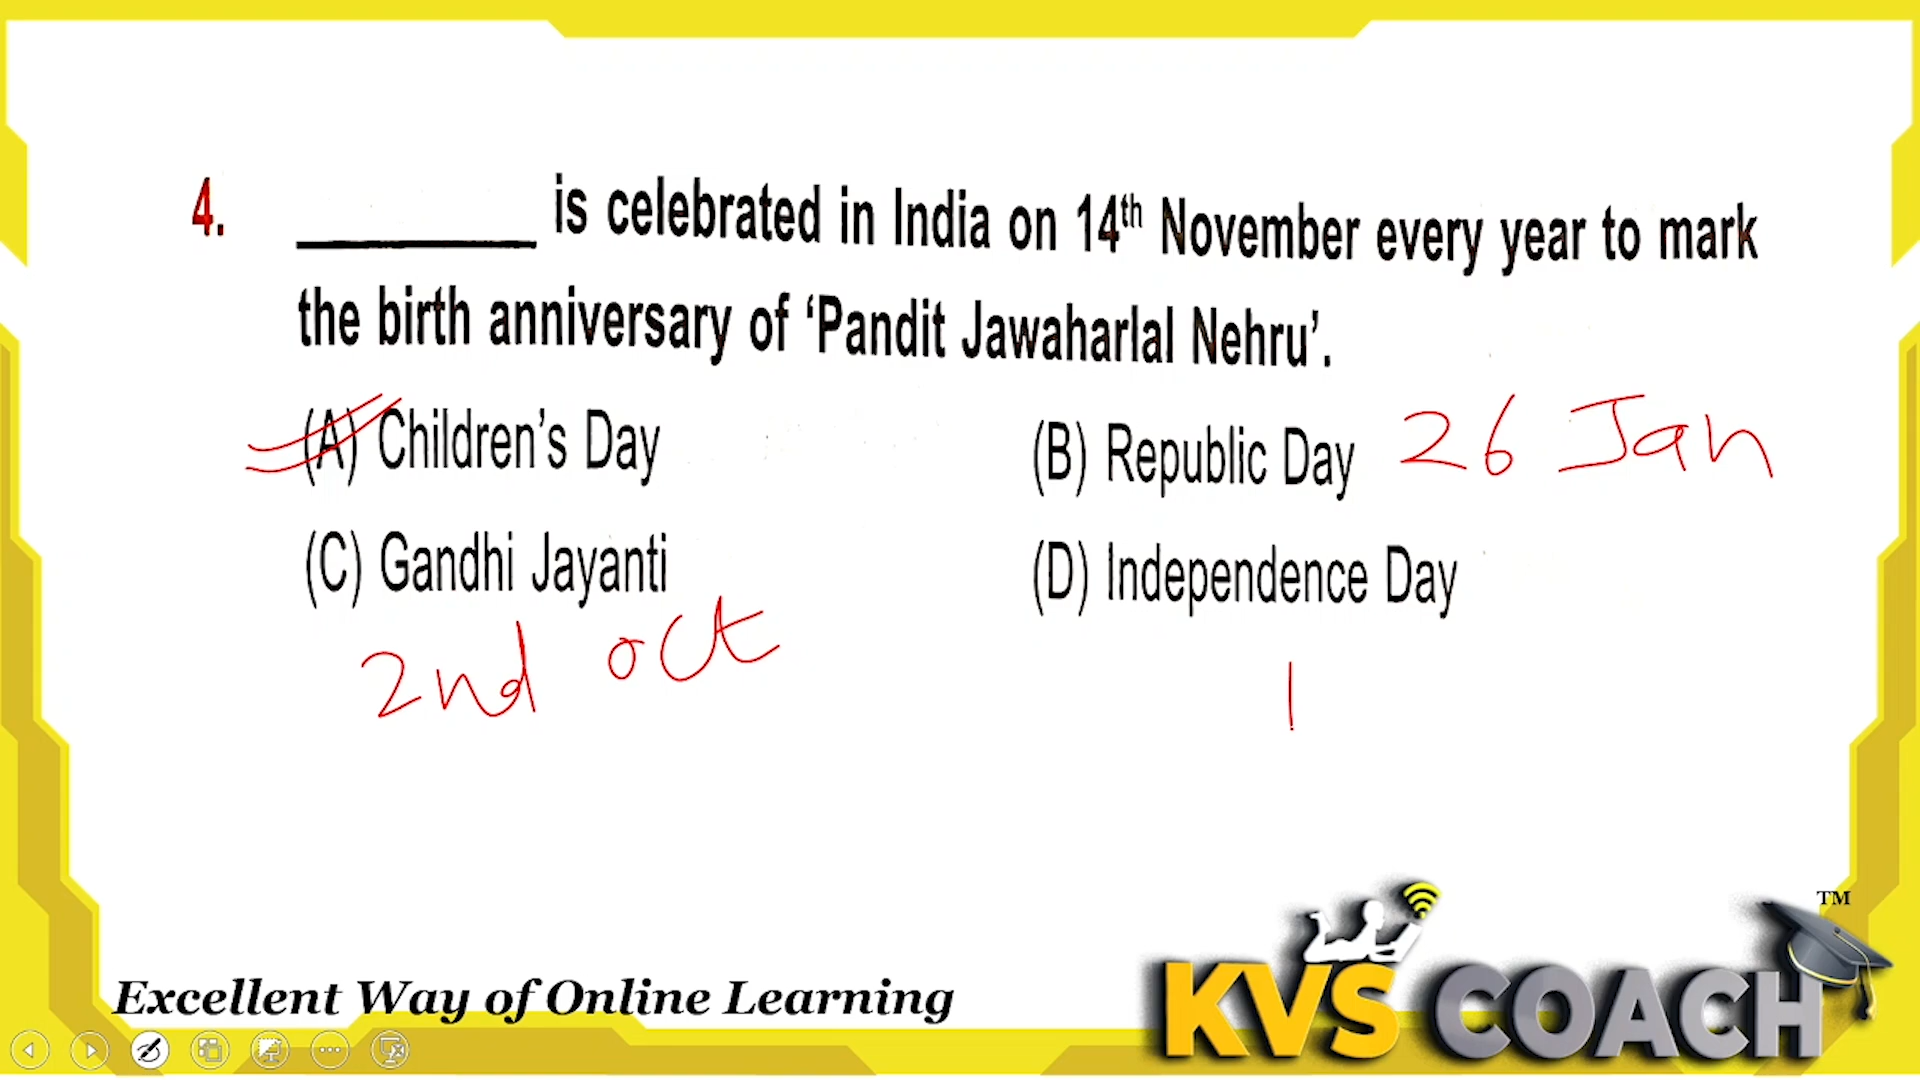 4. ________ is celebrated in India on 14th November every year to mark
the birth anniversary of ‘Pandit Jawaharlal Nehru’.
(A) Children’s Day (B) Republic Day 26 Jan
(C) Gandhi Jayanti (D) Independence Day
2nd oct 1
TM
KVS COACH
Excellent Way of Online Learning